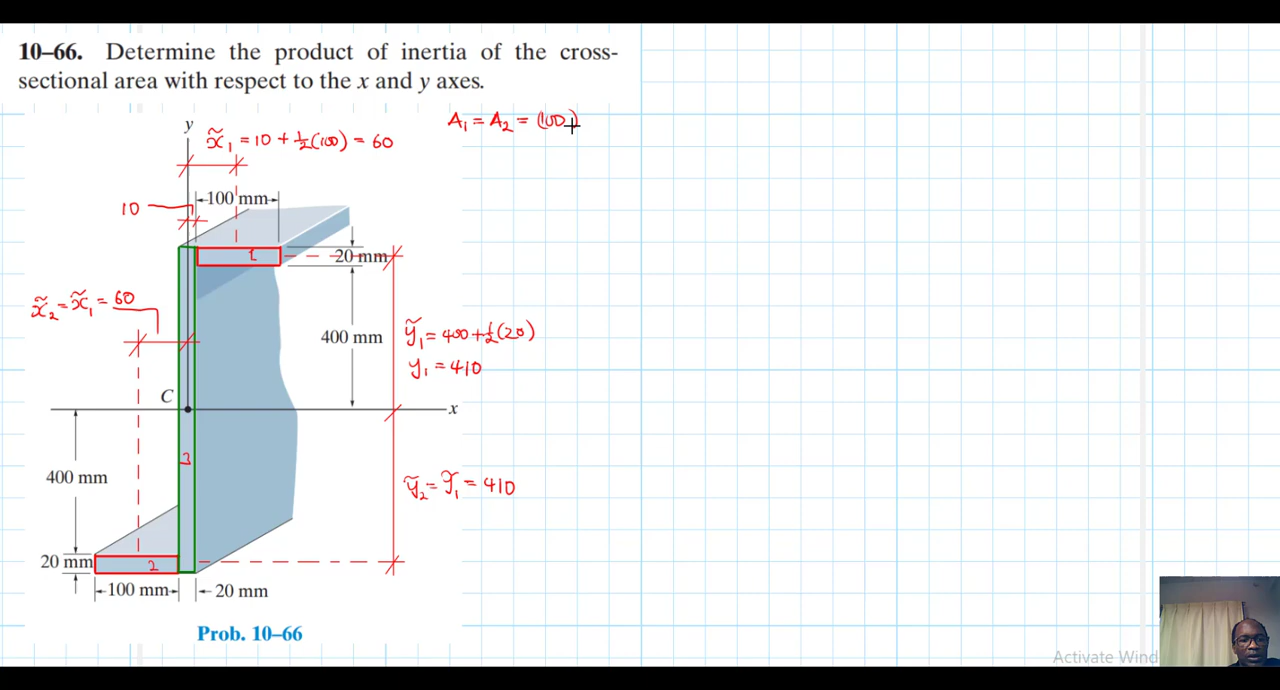 10–66. Determine the product of inertia of the cross-
sectional area with respect to the x and y axes.
A₁ = A₂ = (100)
y
x̃₁ = 10 + ½(100) = 60
10
100 mm
1
20 mm
x̃₂ = x̃₁ = 60
400 mm
ỹ₁ = 400 + ½(20)
y₁ = 410
C
x
3
400 mm
ỹ₂ = ỹ₁ = 410
20 mm
2
100 mm
20 mm
Prob. 10–66
Activate Wind